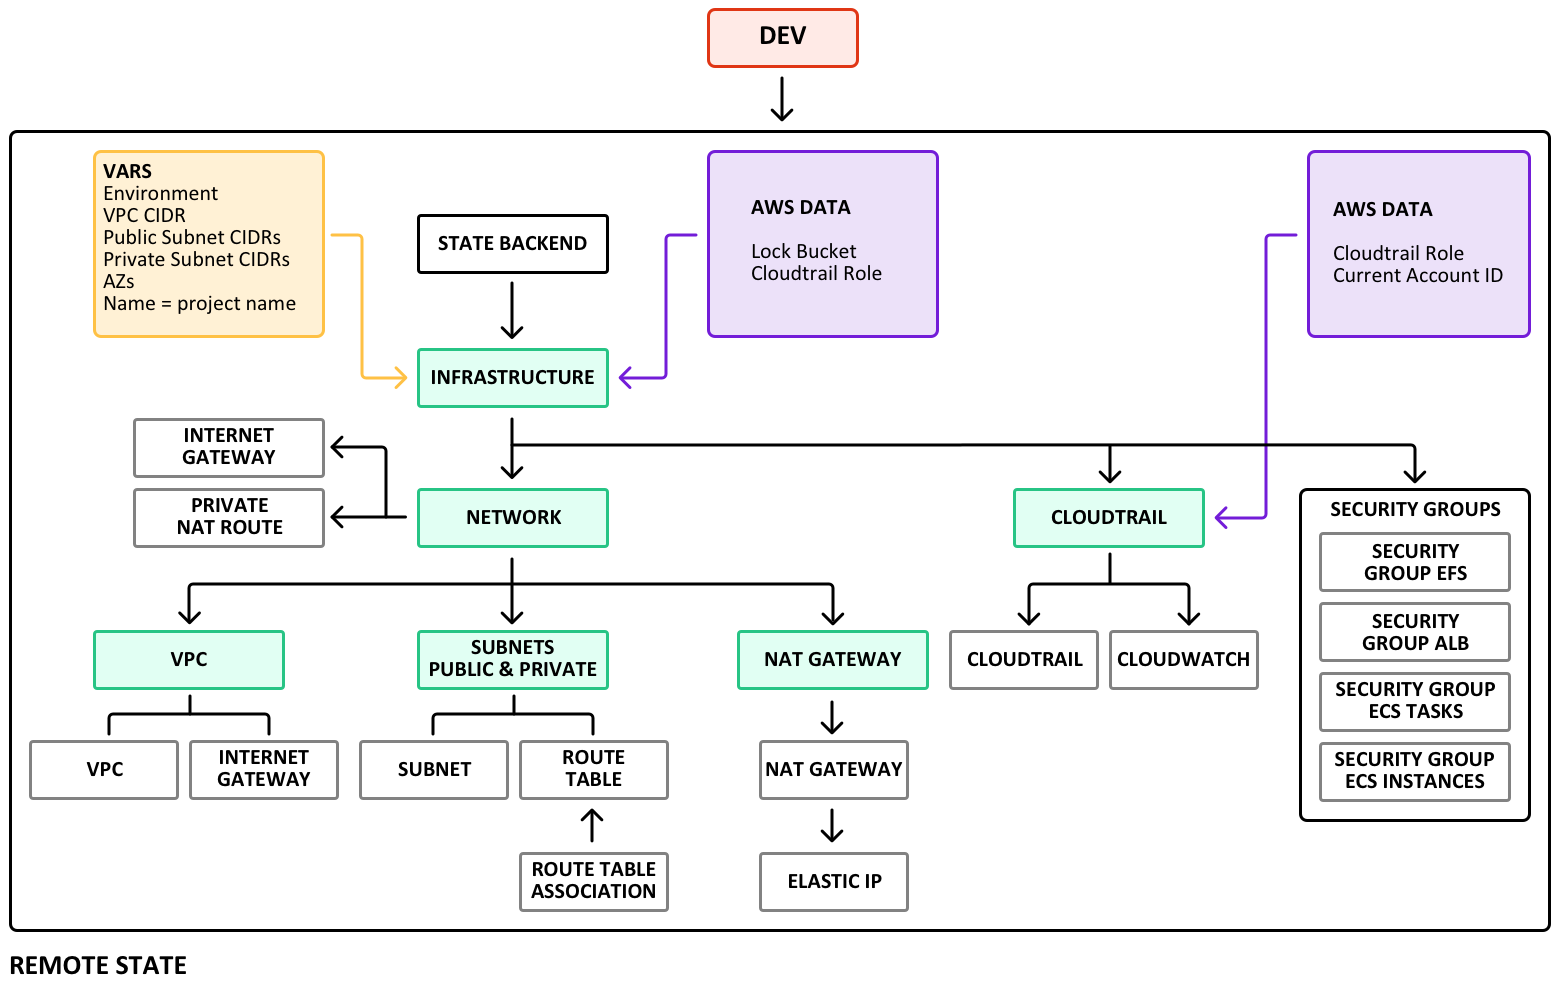 DEV
VARS
Environment
VPC CIDR
Public Subnet CIDRs
Private Subnet CIDRs
AZs
Name = project name
STATE BACKEND
AWS DATA
Lock Bucket
Cloudtrail Role
AWS DATA
Cloudtrail Role
Current Account ID
INFRASTRUCTURE
INTERNET
GATEWAY
PRIVATE
NAT ROUTE
NETWORK
CLOUDTRAIL
SECURITY GROUPS
SECURITY
GROUP EFS
SECURITY
GROUP ALB
SECURITY GROUP
ECS TASKS
SECURITY GROUP
ECS INSTANCES
VPC
SUBNETS
PUBLIC & PRIVATE
NAT GATEWAY
CLOUDTRAIL
CLOUDWATCH
VPC
INTERNET
GATEWAY
SUBNET
ROUTE
TABLE
NAT GATEWAY
ROUTE TABLE
ASSOCIATION
ELASTIC IP
REMOTE STATE